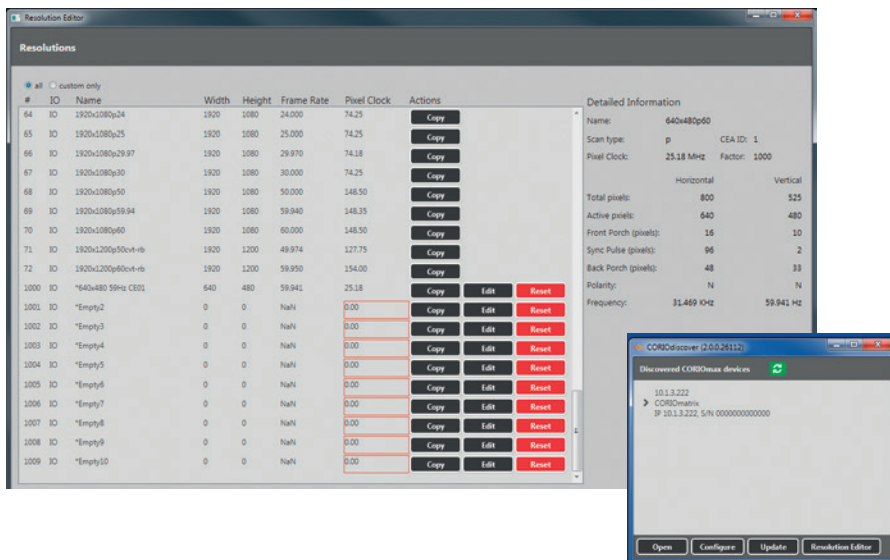 Resolution Editor
Resolutions
all custom only
# IO Name Width Height Frame Rate Pixel Clock Actions
64 IO 1920x1080p24 1920 1080 24.000 74.25 Copy
65 IO 1920x1080p25 1920 1080 25.000 74.25 Copy
66 IO 1920x1080p29.97 1920 1080 29.970 74.18 Copy
67 IO 1920x1080p30 1920 1080 30.000 74.25 Copy
68 IO 1920x1080p50 1920 1080 50.000 148.50 Copy
69 IO 1920x1080p59.94 1920 1080 59.940 148.35 Copy
70 IO 1920x1080p60 1920 1080 60.000 148.50 Copy
71 IO 1920x1200p50cvt-rb 1920 1200 49.974 127.75 Copy
72 IO 1920x1200p60cvt-rb 1920 1200 59.950 154.00 Copy
1000 IO *640x480 59Hz CE01 640 480 59.941 25.18 Copy Edit Reset
1001 IO *Empty2 0 0 NaN 0.00 Copy Edit Reset
1002 IO *Empty3 0 0 NaN 0.00 Copy Edit Reset
1003 IO *Empty4 0 0 NaN 0.00 Copy Edit Reset
1004 IO *Empty5 0 0 NaN 0.00 Copy Edit Reset
1005 IO *Empty6 0 0 NaN 0.00 Copy Edit Reset
1006 IO *Empty7 0 0 NaN 0.00 Copy Edit Reset
1007 IO *Empty8 0 0 NaN 0.00 Copy Edit Reset
1008 IO *Empty9 0 0 NaN 0.00 Copy Edit Reset
1009 IO *Empty10 0 0 NaN 0.00 Copy Edit Reset
Detailed Information
Name: 640x480p60
Scan type: p CEA ID: 1
Pixel Clock: 25.18 MHz Factor: 1000
Horizontal Vertical
Total pixels: 800 525
Active pxiels: 640 480
Front Porch (pixels): 16 10
Sync Pulse (pixels): 96 2
Back Porch (pixels): 48 33
Polarity: N N
Frequency: 31.469 KHz 59.941 Hz
CORIOdiscover (2.0.0.26112)
Discovered CORIOmax devices
10.1.3.222
CORIOmatrix
IP 10.1.3.222, S/N 0000000000000
Open Configure Update Resolution Editor